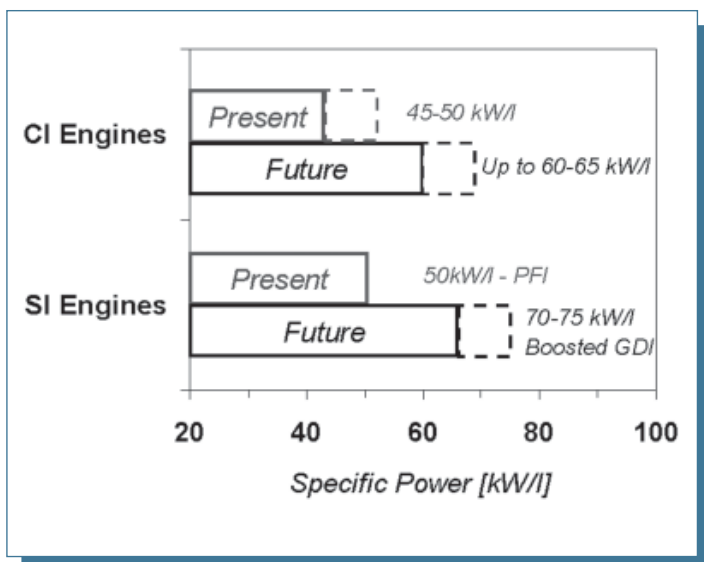 CI Engines
Present
45-50 kW/l
Future
Up to 60-65 kW/l
SI Engines
Present
50kW/l - PFI
Future
70-75 kW/l
Boosted GDI
20 40 60 80 100
Specific Power [kW/l]